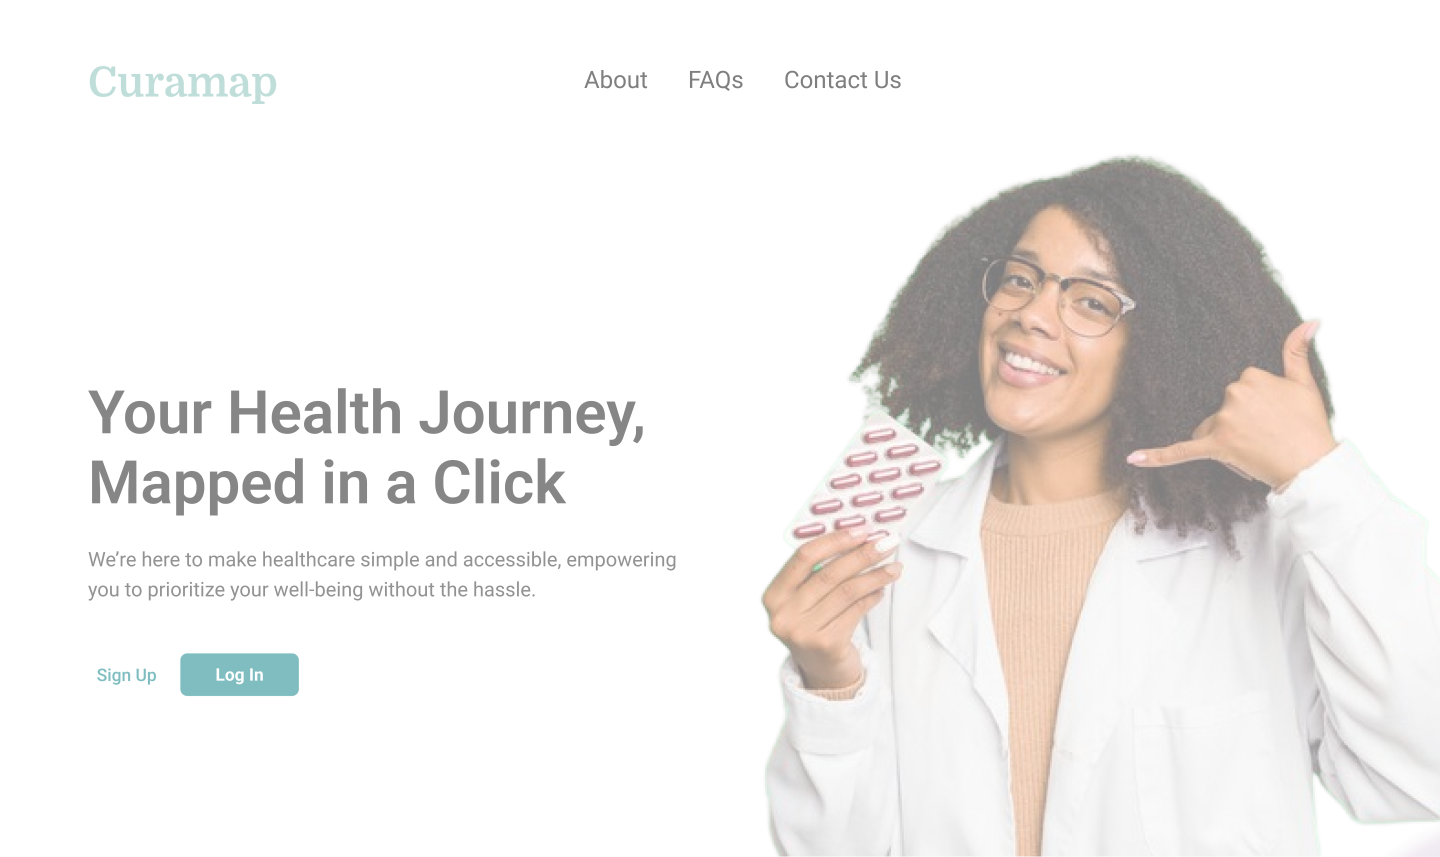 Curamap
About FAQs Contact Us
Your Health Journey,
Mapped in a Click
We’re here to make healthcare simple and accessible, empowering
you to prioritize your well-being without the hassle.
Sign Up Log In